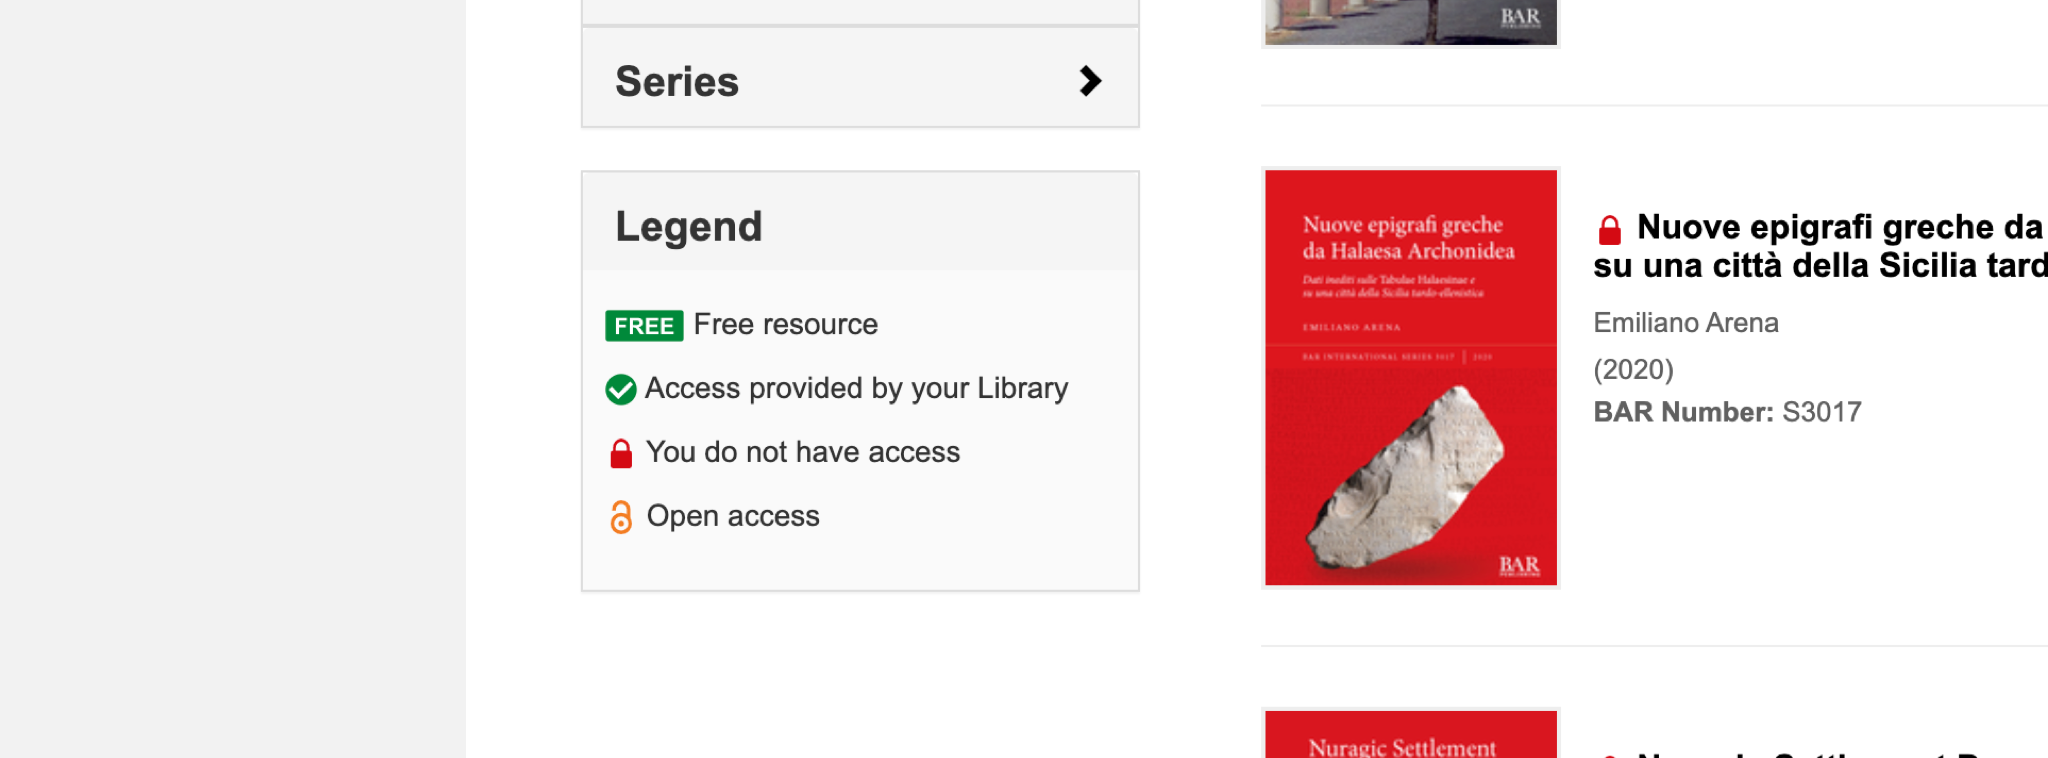 BAR
PUBLISHING
Series
Legend
FREE Free resource
Access provided by your Library
You do not have access
Open access
Nuove epigrafi greche
da Halaesa Archonidea
Dati inediti sulle Tabulae Halaesinae e
su una città della Sicilia tardo-ellenistica
EMILIANO ARENA
BAR INTERNATIONAL SERIES 3017 | 2020
BAR
PUBLISHING
Nuove epigrafi greche da
su una città della Sicilia tard
Emiliano Arena
(2020)
BAR Number: S3017
Nuragic Settlement